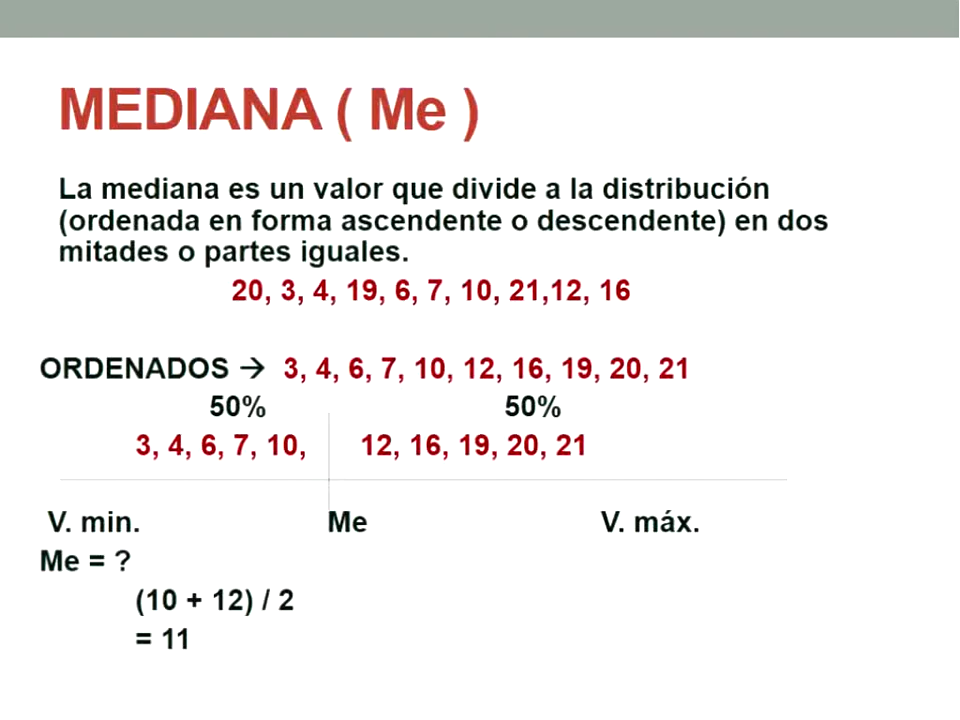 MEDIANA ( Me )
La mediana es un valor que divide a la distribución
(ordenada en forma ascendente o descendente) en dos
mitades o partes iguales.
20, 3, 4, 19, 6, 7, 10, 21,12, 16
ORDENADOS → 3, 4, 6, 7, 10, 12, 16, 19, 20, 21
50% 50%
3, 4, 6, 7, 10, 12, 16, 19, 20, 21
V. min. Me V. máx.
Me = ?
(10 + 12) / 2
= 11